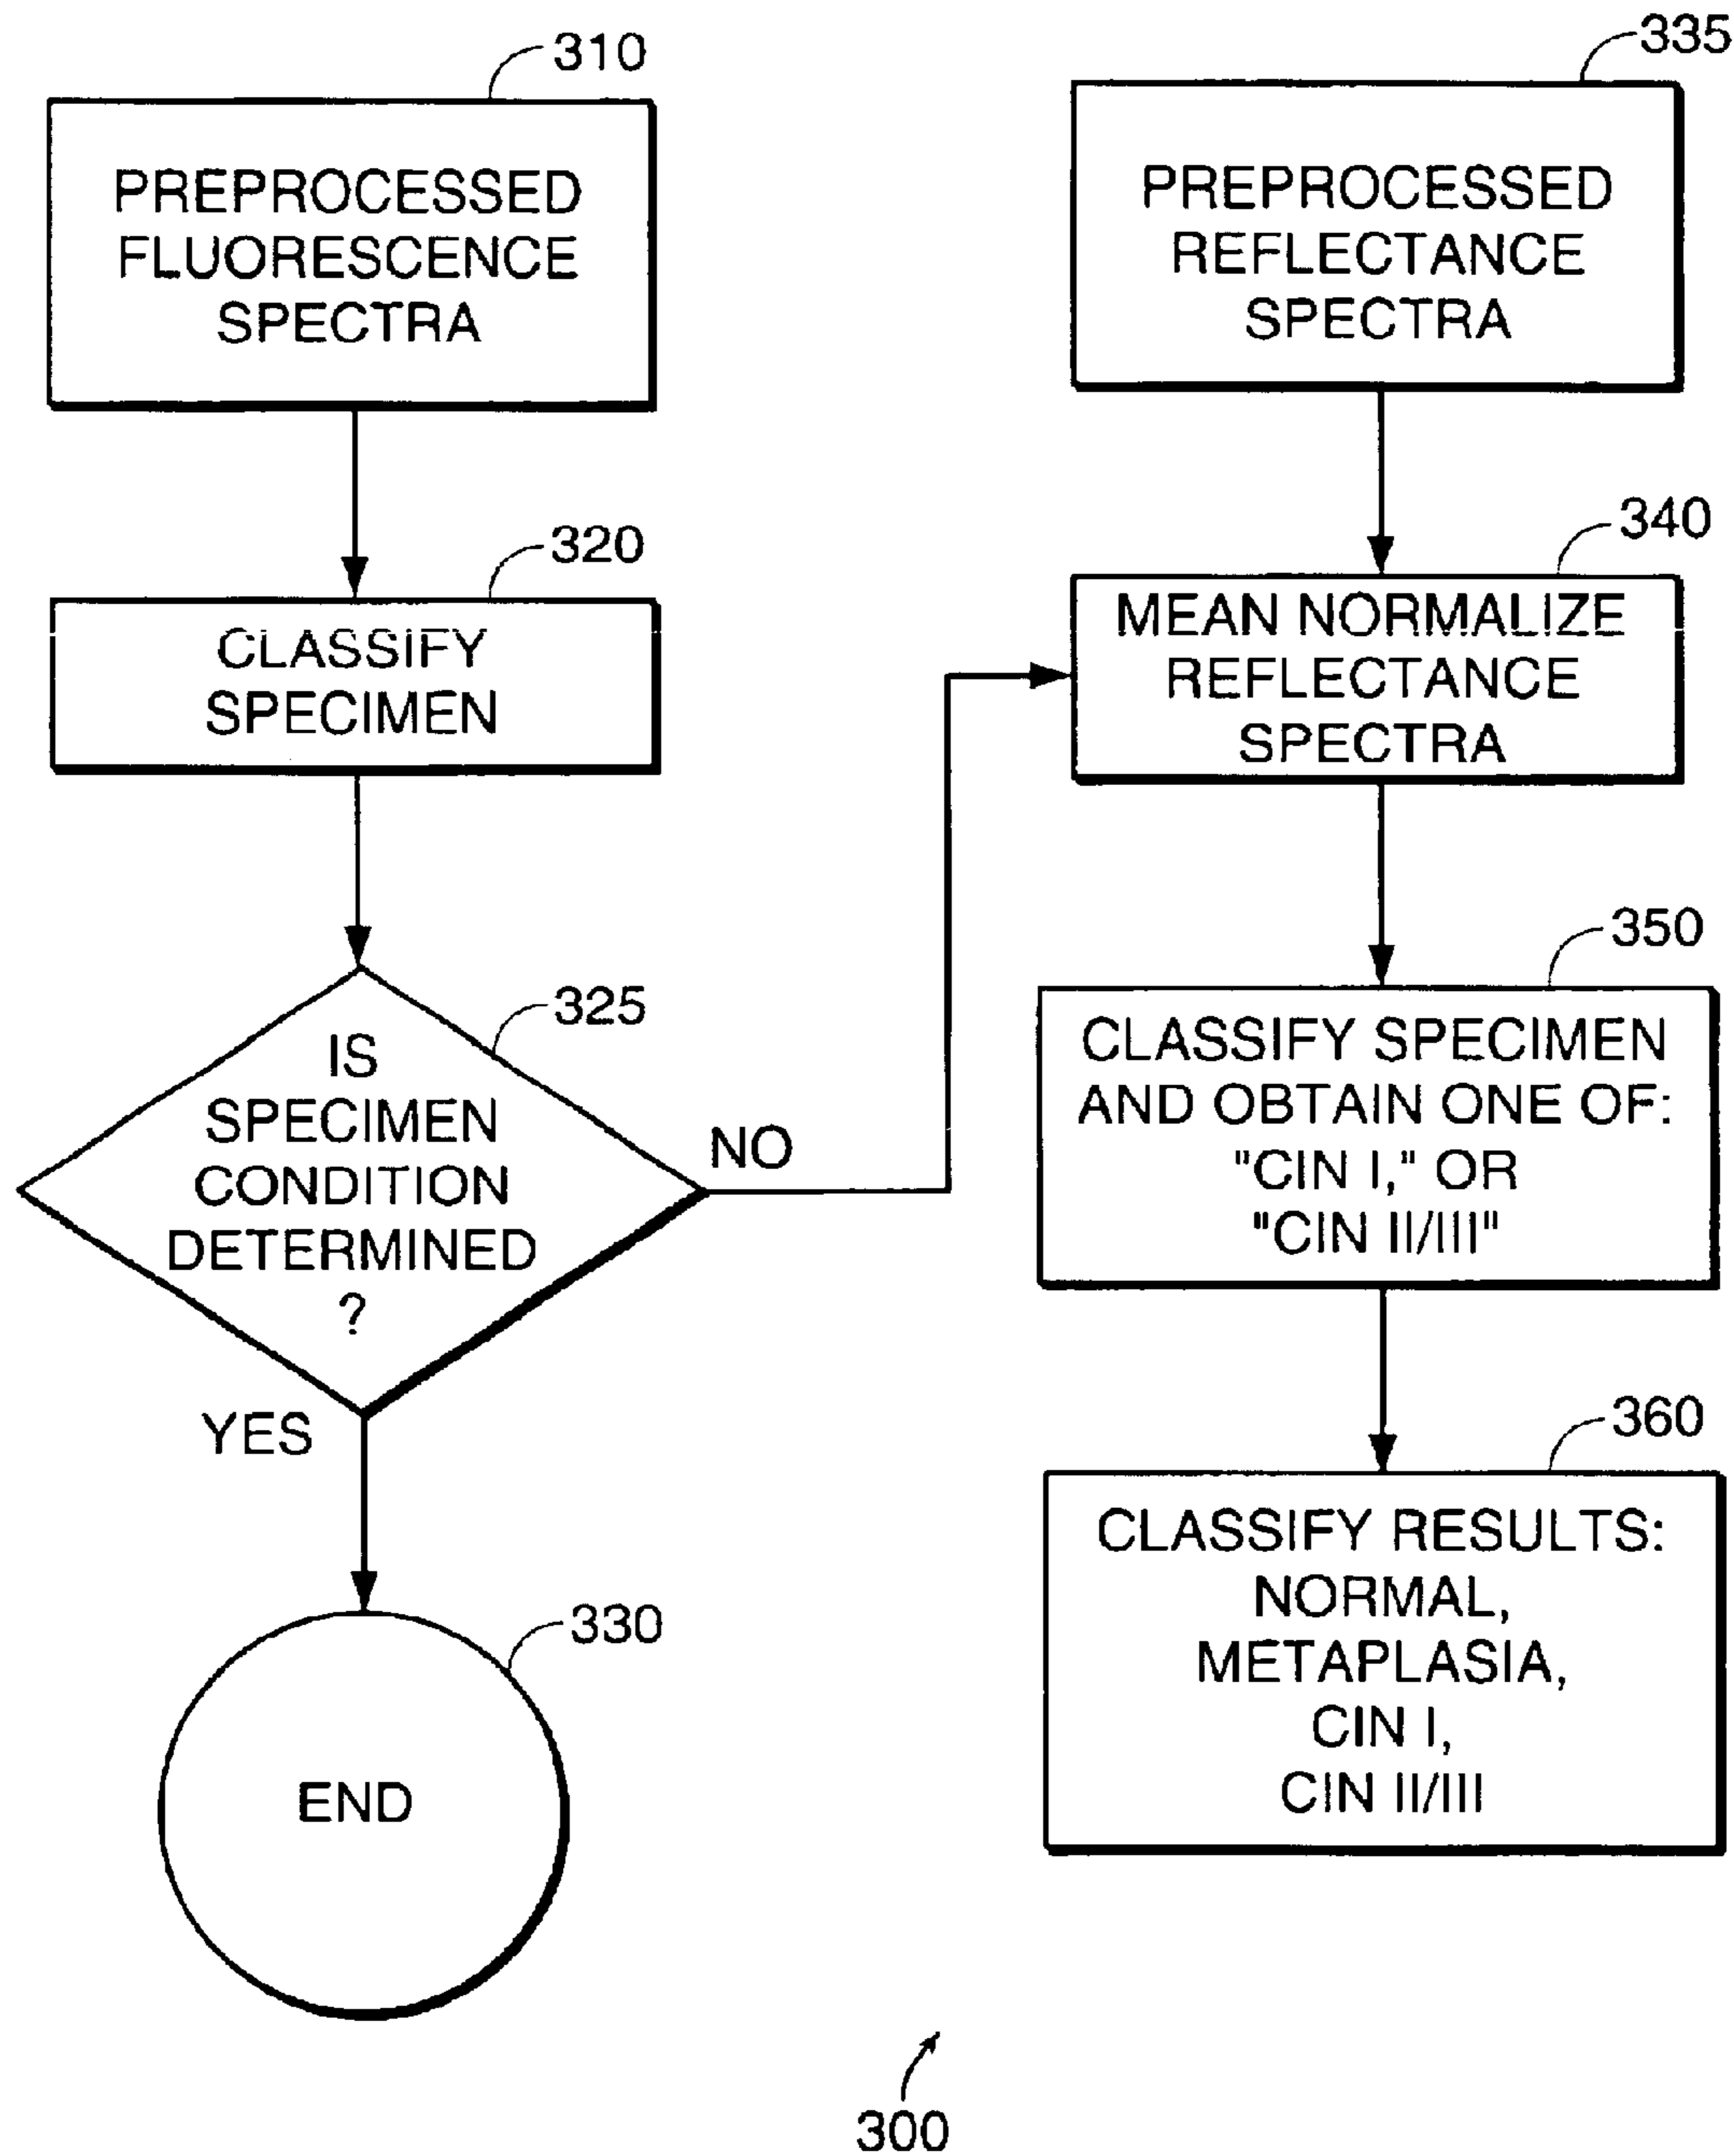 310
PREPROCESSED
FLUORESCENCE
SPECTRA
320
CLASSIFY
SPECIMEN
325
IS
SPECIMEN
CONDITION
DETERMINED
?
NO
YES
330
END
335
PREPROCESSED
REFLECTANCE
SPECTRA
340
MEAN NORMALIZE
REFLECTANCE
SPECTRA
350
CLASSIFY SPECIMEN
AND OBTAIN ONE OF:
"CIN I," OR
"CIN II/III"
360
CLASSIFY RESULTS:
NORMAL,
METAPLASIA,
CIN I,
CIN II/III
300